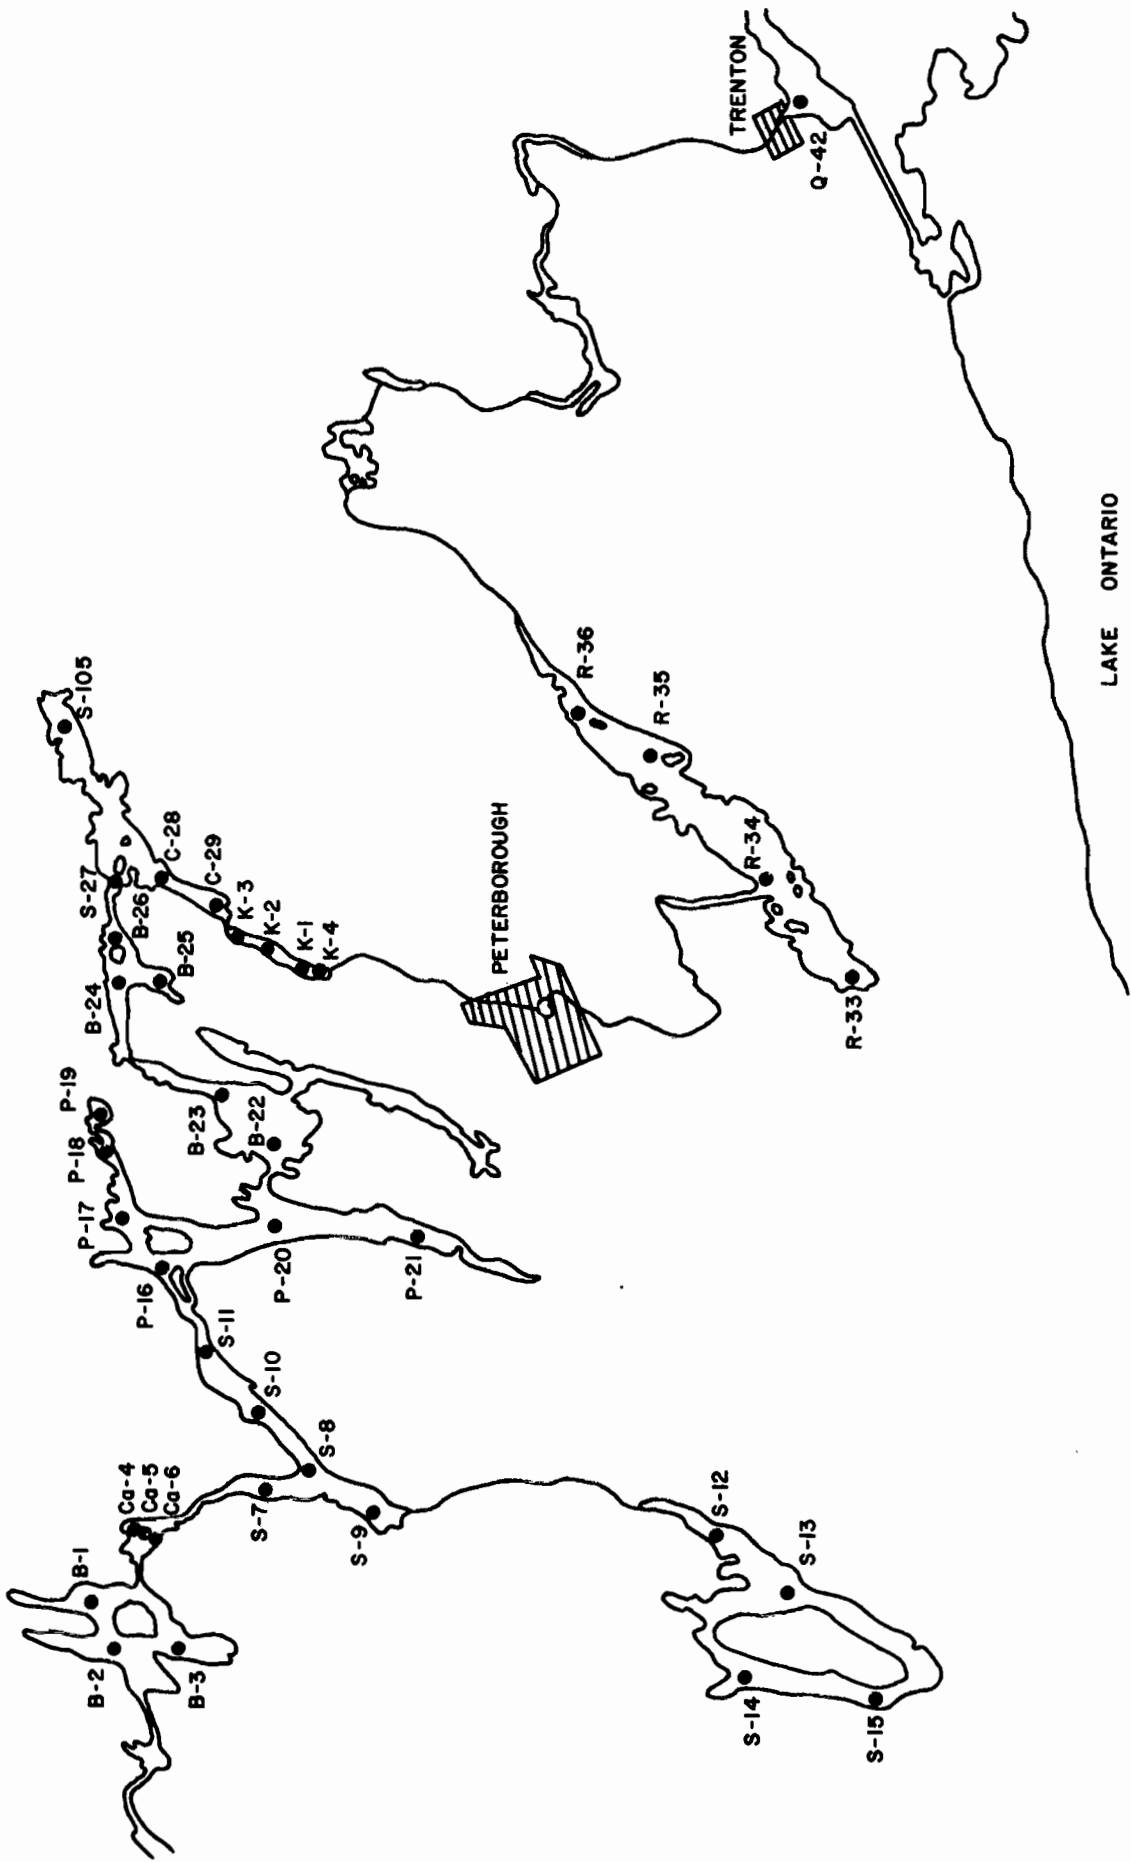 B-1
B-2
B-3
Ca-4
Ca-5
Ca-6
S-7
S-8
S-9
S-10
S-11
S-12
S-13
S-14
S-15
P-16
P-17
P-18
P-19
P-20
P-21
B-22
B-23
B-24
B-25
B-26
S-27
S-105
C-28
C-29
K-3
K-2
K-1
K-4
PETERBOROUGH
R-33
R-34
R-35
R-36
TRENTON
Q-42
LAKE ONTARIO